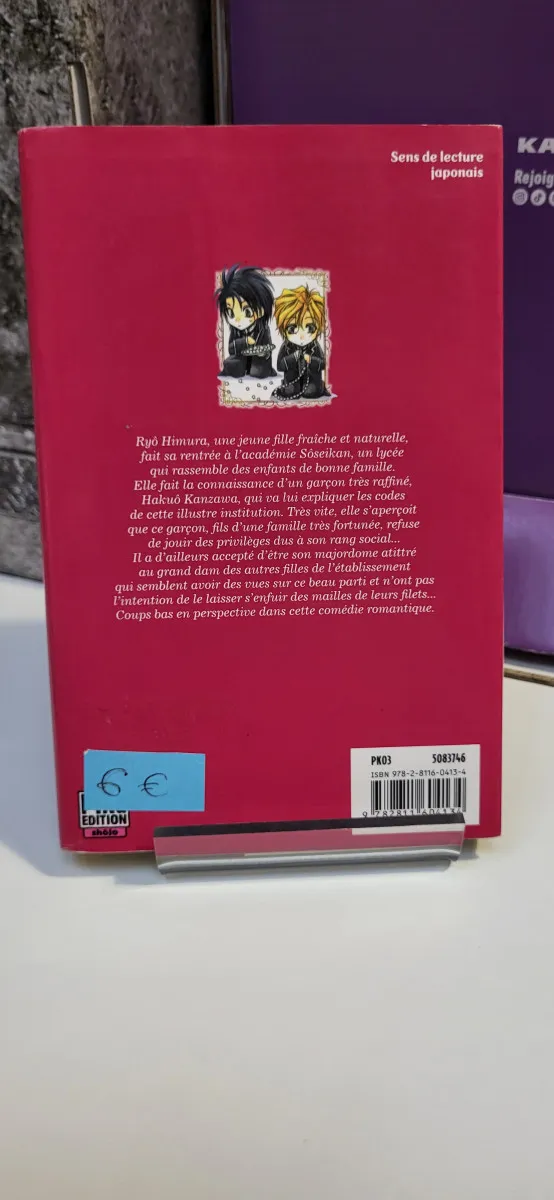 Sens de lecture
japonais
KA
Rejoig
Ryô Himura, une jeune fille fraîche et naturelle,
fait sa rentrée à l'académie Sôseikan, un lycée
qui rassemble des enfants de bonne famille.
Elle fait la connaissance d'un garçon très raffiné,
Hakuô Kanzawa, qui va lui expliquer les codes
de cette illustre institution. Très vite, elle s'aperçoit
que ce garçon, fils d'une famille très fortunée, refuse
de jouir des privilèges dus à son rang social...
Il a d'ailleurs accepté d'être son majordome attitré
au grand dam des autres filles de l'établissement
qui semblent avoir des vues sur ce beau parti et n'ont pas
l'intention de le laisser s'enfuir des mailles de leurs filets...
Coups bas en perspective dans cette comédie romantique.
6 €
EDITION
shôjo
PK03 5083746
ISBN 978-2-8116-0413-4
9 782811 604134